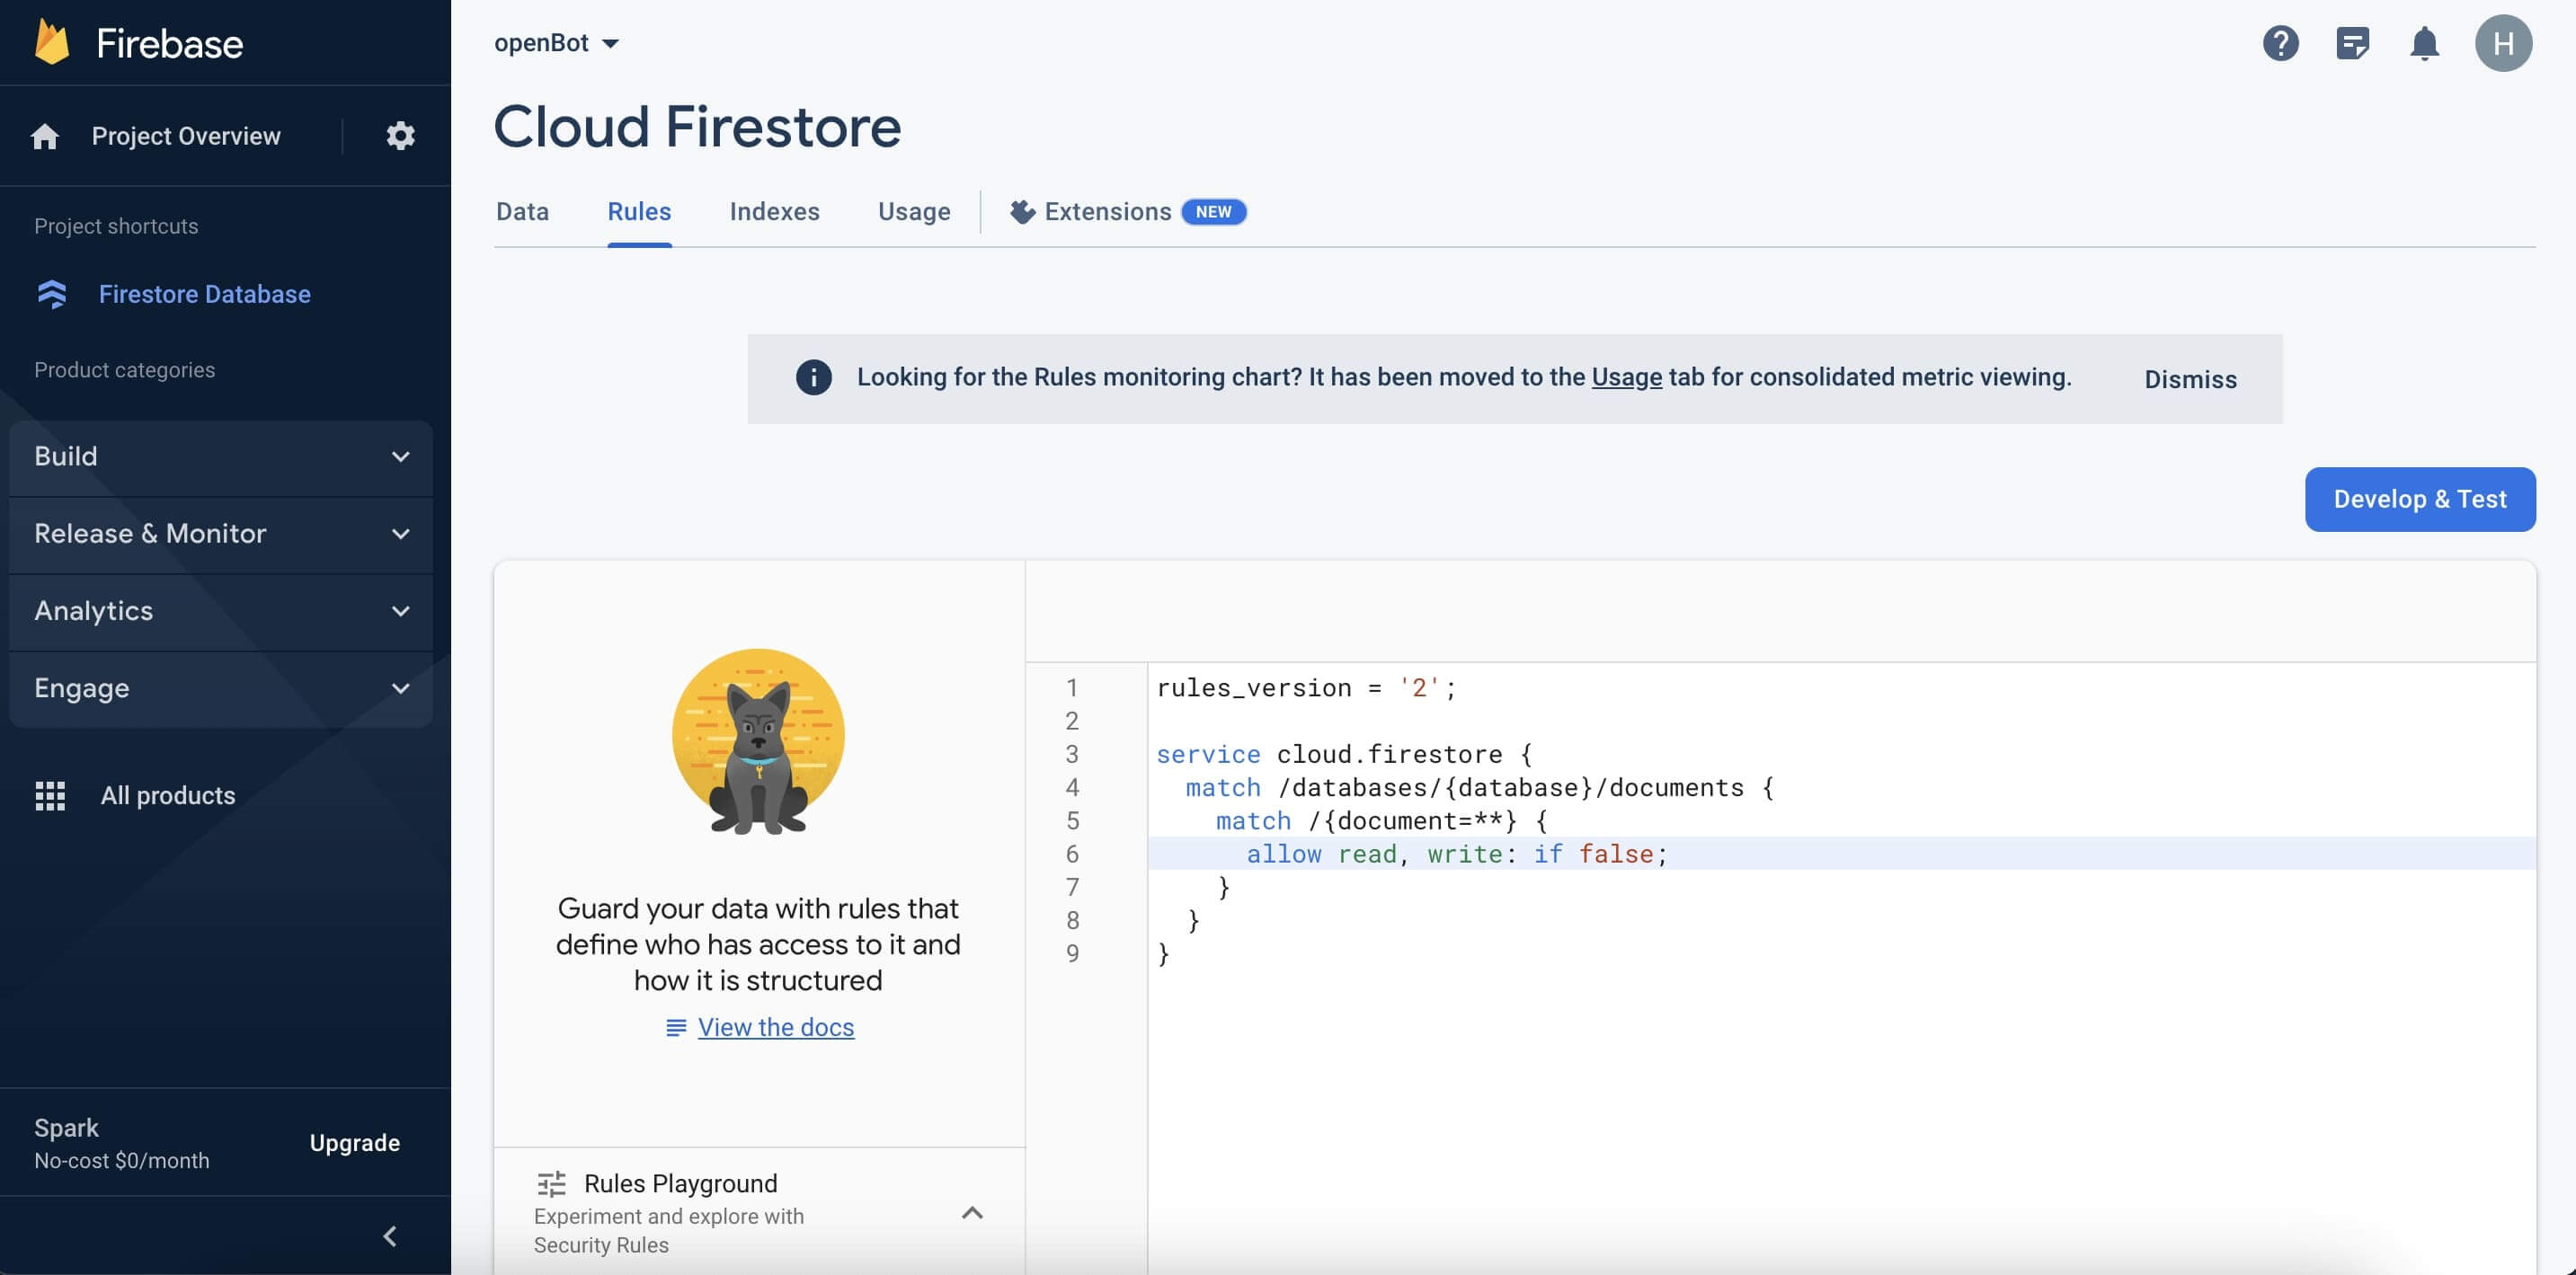 Firebase
Project Overview
Project shortcuts
Firestore Database
Product categories
Build
Release & Monitor
Analytics
Engage
All products
Spark
No-cost $0/month
Upgrade
openBot
H
Cloud Firestore
Data
Rules
Indexes
Usage
Extensions NEW
Looking for the Rules monitoring chart? It has been moved to the Usage tab for consolidated metric viewing.
Dismiss
Develop & Test
Guard your data with rules that
define who has access to it and
how it is structured
View the docs
Rules Playground
Experiment and explore with
Security Rules
1 rules_version = '2';
2
3 service cloud.firestore {
4 match /databases/{database}/documents {
5 match /{document=**} {
6 allow read, write: if false;
7 }
8 }
9 }